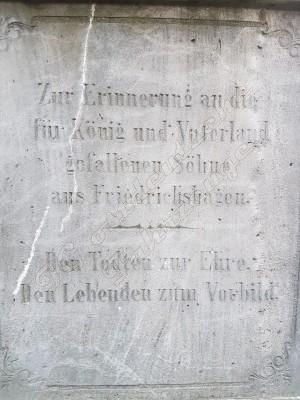 Zur Erinnerung an die
für König und Vaterland
gefallenen Söhne
aus Friedrichshagen.
Den Todten zur Ehre.
Den Lebenden zum Vorbild.